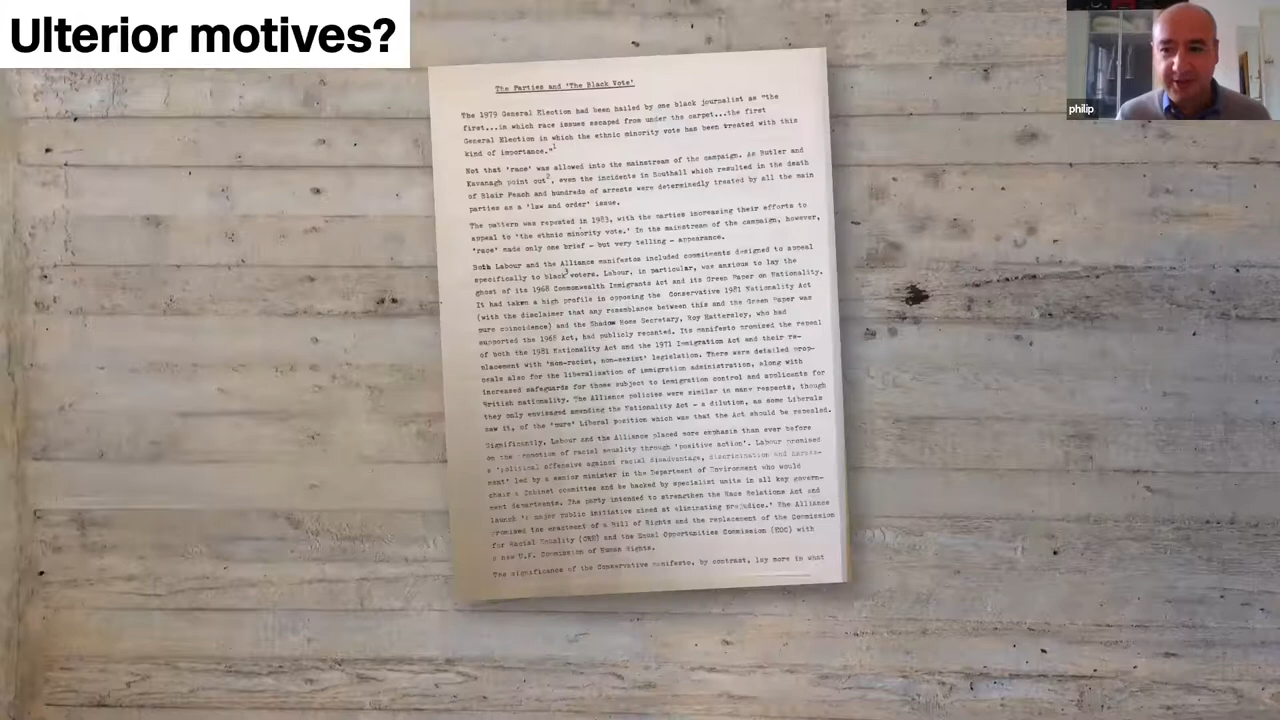 Ulterior motives?
philip
The Parties and 'The Black Vote'
The 1979 General Election had been hailed by one black journalist as "the
first...in which race issues escaped from under the carpet...the first
General Election in which the ethnic minority vote has been treated with this
kind of importance."1
Not that 'race' was allowed into the mainstream of the campaign. As Butler and
Kavanagh point out2, even the incidents in Southall which resulted in the death
of Blair Peach and hundreds of arrests were determinedly treated by all the main
parties as a 'law and order' issue.
The pattern was repeated in 1983, with the parties increasing their efforts to
appeal to 'the ethnic minority vote.' In the mainstream of the campaign, however,
'race' made only one brief - but very telling - appearance.
Both Labour and the Alliance manifestos included commitments designed to appeal
specifically to black3 voters. Labour, in particular, was anxious to lay the
ghost of its 1968 Commonwealth Immigrants Act and its Green Paper on Nationality.
It had taken a high profile in opposing the Conservative 1981 Nationality Act
(with the disclaimer that any resemblance between this and the Green Paper was
pure coincidence) and the Shadow Home Secretary, Roy Hattersley, who had
supported the 1968 Act, had publicly recanted. Its manifesto promised the repeal
of both the 1981 Nationality Act and the 1971 Immigration Act and their re-
placement with 'non-racist, non-sexist' legislation. There were detailed prop-
osals also for the liberalisation of immigration administration, along with
increased safeguards for those subject to immigration control and applicants for
British nationality. The Alliance policies were similar in many respects, though
they only envisaged amending the Nationality Act - a dilution, as some Liberals
saw it, of the 'pure' Liberal position which was that the Act should be repealed.
Significantly, Labour and the Alliance placed more emphasis than ever before
on the promotion of racial equality through 'positive action'. Labour promised
a 'political offensive against racial disadvantage, discrimination and harass-
ment' led by a senior minister in the Department of Environment who would
chair a Cabinet committee and be backed by specialist units in all key govern-
ment departments. The party intended to strengthen the Race Relations Act and
launch 'a major public initiative aimed at eliminating prejudice.' The Alliance
promised the enactment of a Bill of Rights and the replacement of the Commission
for Racial Equality (CRE) and the Equal Opportunities Commission (EOC) with
a new U.K. Commission of Human Rights.
The significance of the Conservative manifesto, by contrast, lay more in what